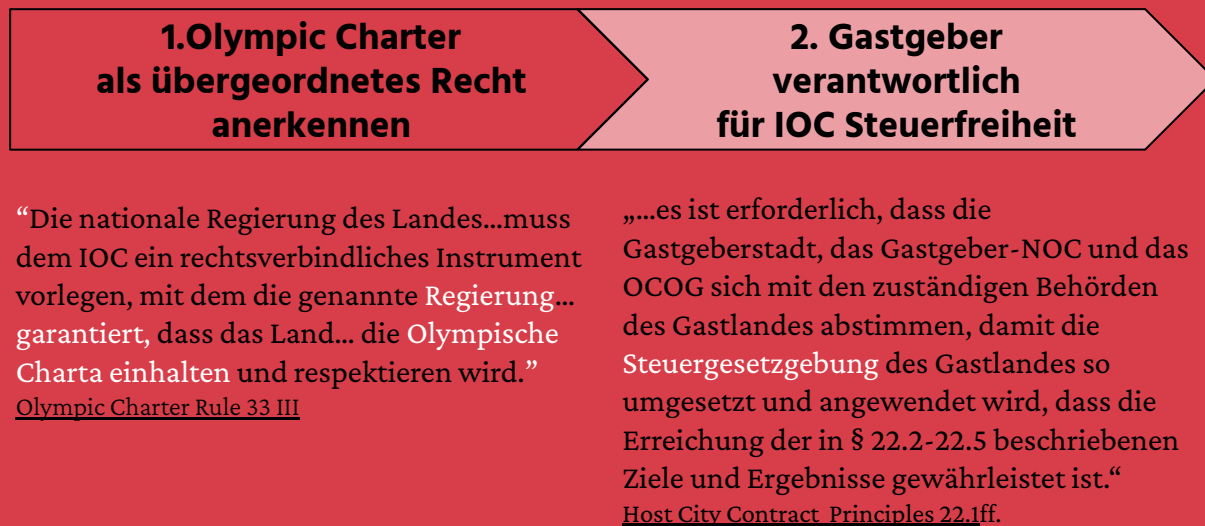 1.Olympic Charter
als übergeordnetes Recht
anerkennen
2. Gastgeber
verantwortlich
für IOC Steuerfreiheit
“Die nationale Regierung des Landes...muss
dem IOC ein rechtsverbindliches Instrument
vorlegen, mit dem die genannte Regierung...
garantiert, dass das Land... die Olympische
Charta einhalten und respektieren wird.”
Olympic Charter Rule 33 III
„...es ist erforderlich, dass die
Gastgeberstadt, das Gastgeber-NOC und das
OCOG sich mit den zuständigen Behörden
des Gastlandes abstimmen, damit die
Steuergesetzgebung des Gastlandes so
umgesetzt und angewendet wird, dass die
Erreichung der in § 22.2-22.5 beschriebenen
Ziele und Ergebnisse gewährleistet ist.“
Host City Contract Principles 22.1ff.